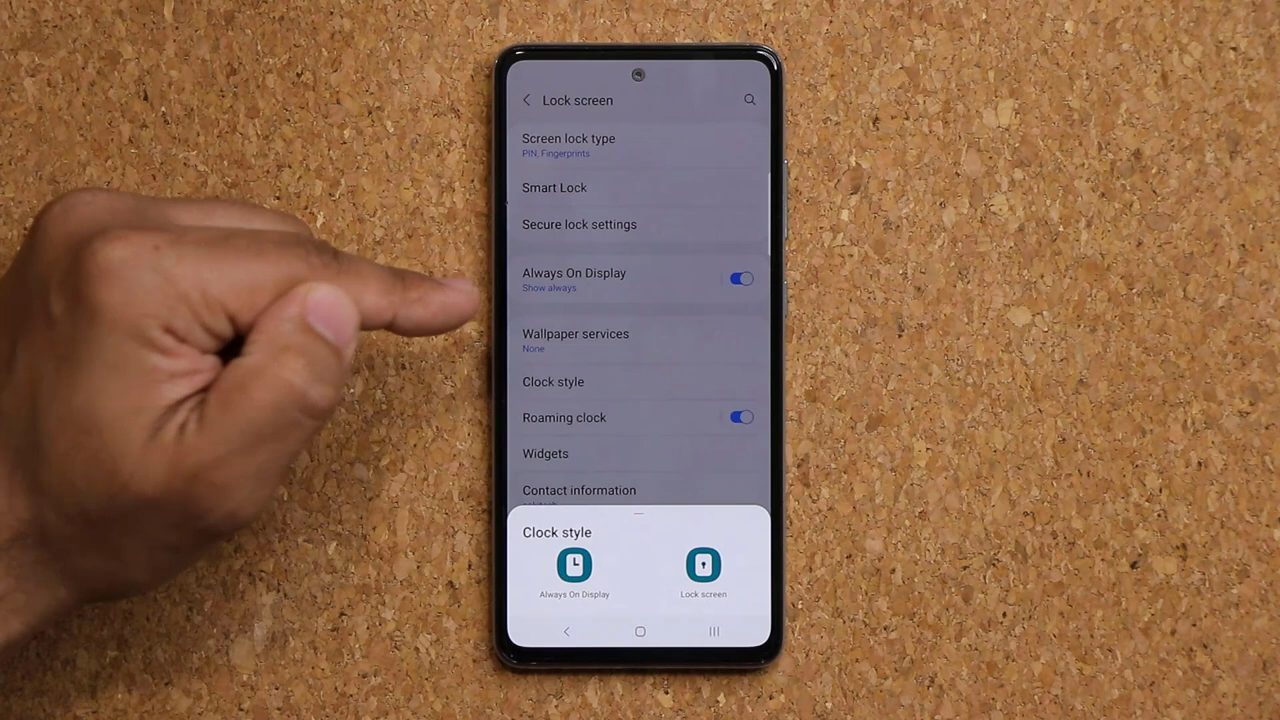 Lock screen
Screen lock type
PIN, Fingerprints
Smart Lock
Secure lock settings
Always On Display
Show always
Wallpaper services
None
Clock style
Roaming clock
Widgets
Contact information
Clock style
Always On Display
Lock screen